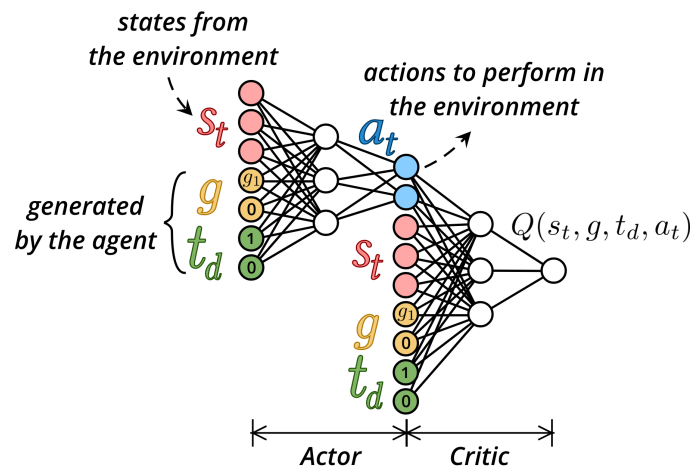 states from
the environment
actions to perform in
the environment
s_t
a_t
generated
by the agent
g
g_1
0
t_d
1
0
Q(s_t, g, t_d, a_t)
s_t
g
g_1
0
t_d
1
0
Actor
Critic